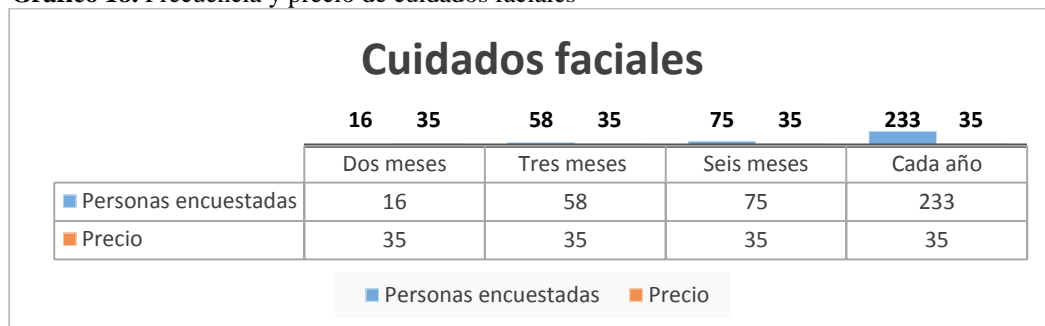 Gráfico 18. Frecuencia y precio de cuidados faciales
Cuidados faciales
16 35 58 35 75 35 233 35
Dos meses Tres meses Seis meses Cada año
Personas encuestadas 16 58 75 233
Precio 35 35 35 35
Personas encuestadas Precio